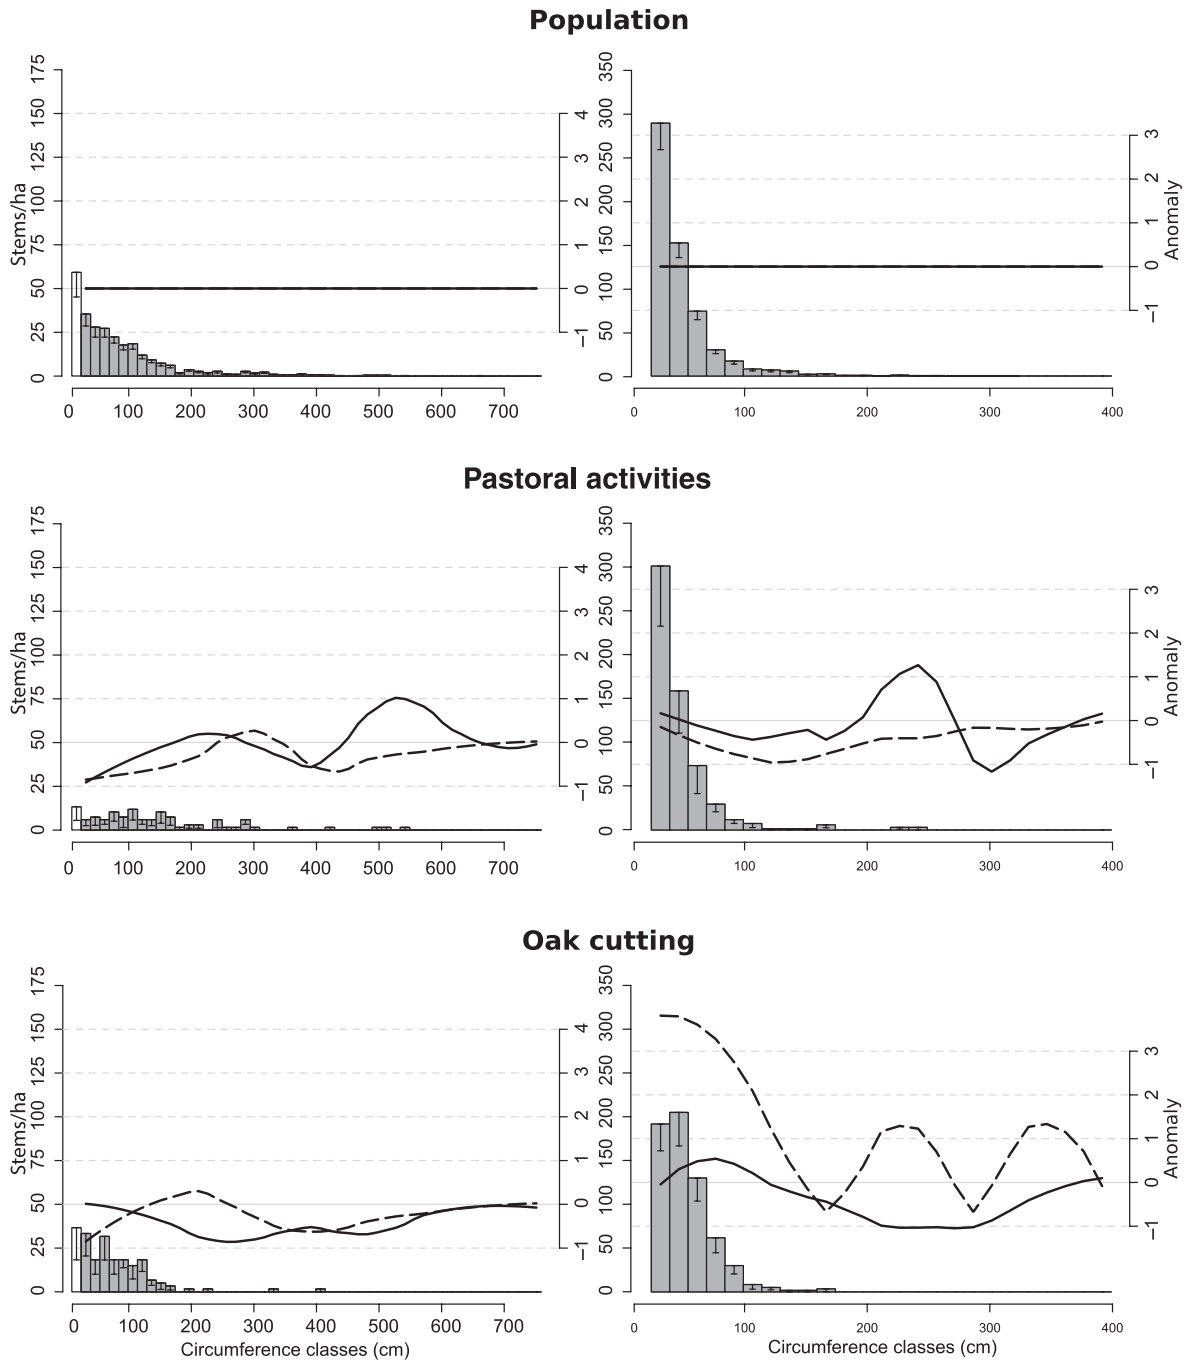 Population
Stems/ha
0 25 50 75 100 125 150 175
−1 0 1 2 3 4
0 100 200 300 400 500 600 700
0 50 100 150 200 250 300 350
−1 0 1 2 3
Anomaly
0 100 200 300 400
Pastoral activities
Stems/ha
0 25 50 75 100 125 150 175
−1 0 1 2 3 4
0 100 200 300 400 500 600 700
0 50 100 150 200 250 300 350
−1 0 1 2 3
Anomaly
0 100 200 300 400
Oak cutting
Stems/ha
0 25 50 75 100 125 150 175
−1 0 1 2 3 4
0 100 200 300 400 500 600 700
Circumference classes (cm)
0 50 100 150 200 250 300 350
−1 0 1 2 3
Anomaly
0 100 200 300 400
Circumference classes (cm)